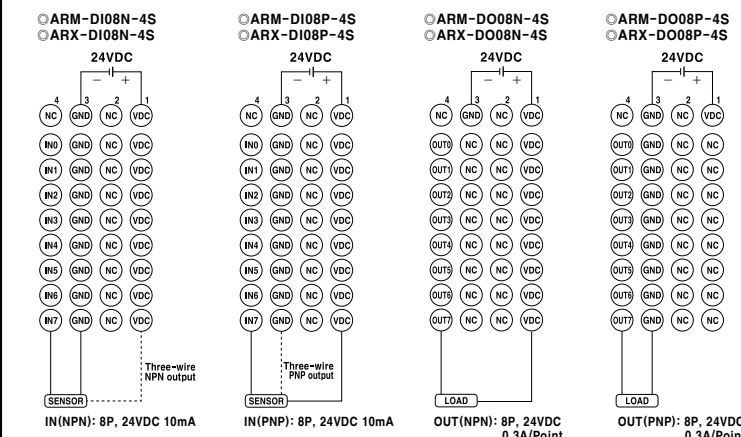 ◎ARM-DI08N-4S
◎ARX-DI08N-4S
24VDC
− +
4 3 2 1
NC GND NC VDC
IN0 GND NC VDC
IN1 GND NC VDC
IN2 GND NC VDC
IN3 GND NC VDC
IN4 GND NC VDC
IN5 GND NC VDC
IN6 GND NC VDC
IN7 GND NC VDC
Three-wire
NPN output
SENSOR
IN(NPN): 8P, 24VDC 10mA
◎ARM-DI08P-4S
◎ARX-DI08P-4S
24VDC
− +
4 3 2 1
NC GND NC VDC
IN0 GND NC VDC
IN1 GND NC VDC
IN2 GND NC VDC
IN3 GND NC VDC
IN4 GND NC VDC
IN5 GND NC VDC
IN6 GND NC VDC
IN7 GND NC VDC
Three-wire
PNP output
SENSOR
IN(PNP): 8P, 24VDC 10mA
◎ARM-DO08N-4S
◎ARX-DO08N-4S
24VDC
− +
4 3 2 1
NC GND NC VDC
OUT0 NC NC VDC
OUT1 NC NC VDC
OUT2 NC NC VDC
OUT3 NC NC VDC
OUT4 NC NC VDC
OUT5 NC NC VDC
OUT6 NC NC VDC
OUT7 NC NC VDC
LOAD
OUT(NPN): 8P, 24VDC
0.3A/Point
◎ARM-DO08P-4S
◎ARX-DO08P-4S
24VDC
− +
4 3 2 1
NC GND NC VDC
OUT0 GND NC NC
OUT1 GND NC NC
OUT2 GND NC NC
OUT3 GND NC NC
OUT4 GND NC NC
OUT5 GND NC NC
OUT6 GND NC NC
OUT7 GND NC NC
LOAD
OUT(PNP): 8P, 24VDC
0.3A/Point